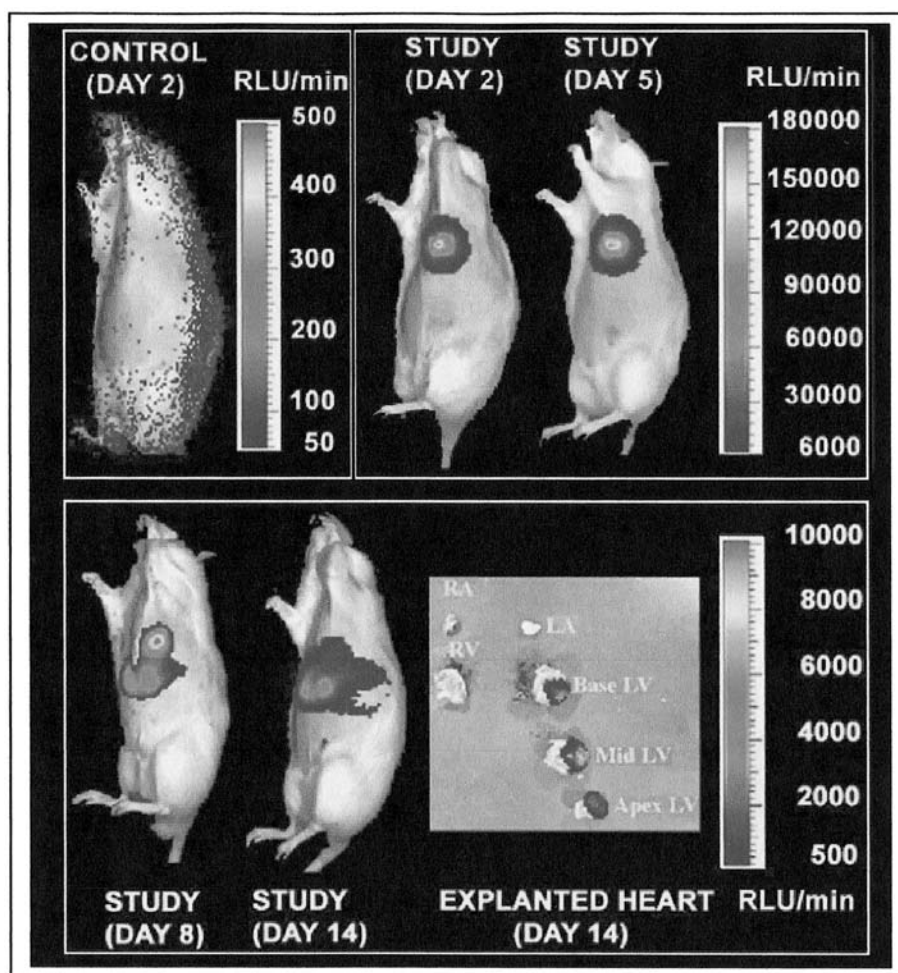 CONTROL
(DAY 2)
RLU/min
500
400
300
200
100
50
STUDY
(DAY 2)
STUDY
(DAY 5)
RLU/min
180000
150000
120000
90000
60000
30000
6000
RA
LA
RV
Base LV
Mid LV
Apex LV
10000
8000
6000
4000
2000
500
STUDY
(DAY 8)
STUDY
(DAY 14)
EXPLANTED HEART
(DAY 14)
RLU/min